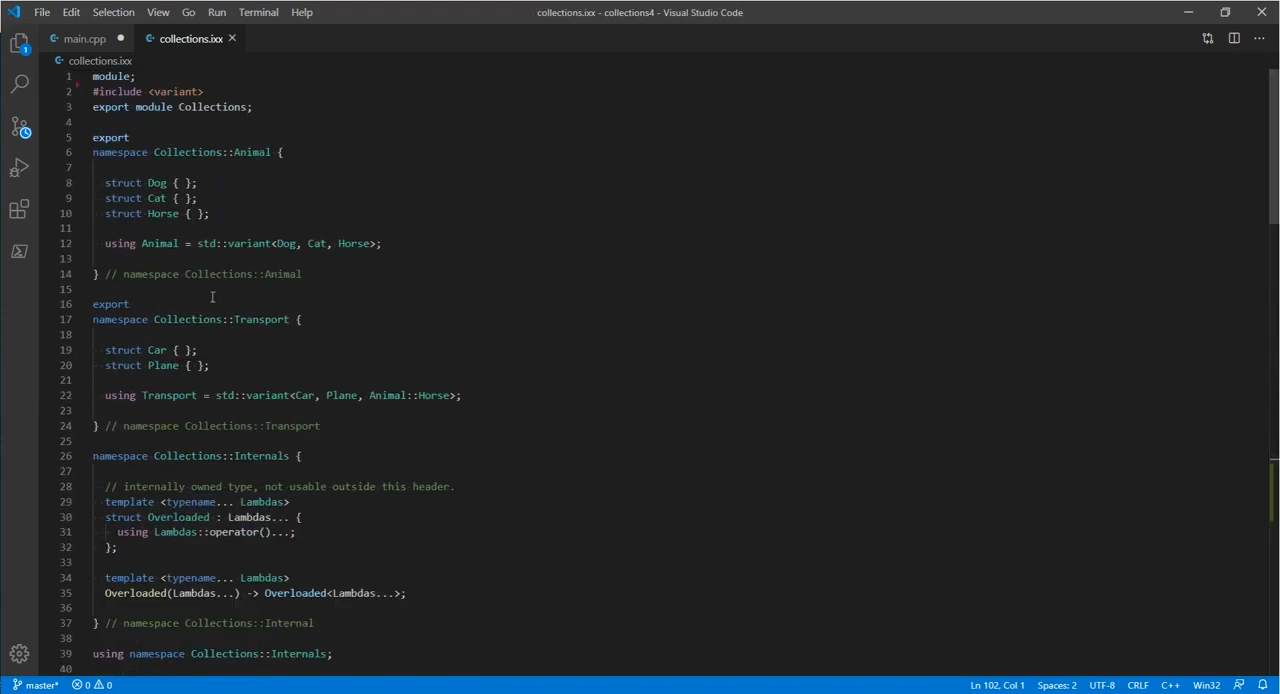 File Edit Selection View Go Run Terminal Help collections.ixx - collections4 - Visual Studio Code
main.cpp collections.ixx
collections.ixx
1 module;
2 #include <variant>
3 export module Collections;
4
5 export
6 namespace Collections::Animal {
7
8 struct Dog { };
9 struct Cat { };
10 struct Horse { };
11
12 using Animal = std::variant<Dog, Cat, Horse>;
13
14 } // namespace Collections::Animal
15
16 export
17 namespace Collections::Transport {
18
19 struct Car { };
20 struct Plane { };
21
22 using Transport = std::variant<Car, Plane, Animal::Horse>;
23
24 } // namespace Collections::Transport
25
26 namespace Collections::Internals {
27
28 // internally owned type, not usable outside this header.
29 template <typename... Lambdas>
30 struct Overloaded : Lambdas... {
31 using Lambdas::operator()...;
32 };
33
34 template <typename... Lambdas>
35 Overloaded(Lambdas...) -> Overloaded<Lambdas...>;
36
37 } // namespace Collections::Internal
38
39 using namespace Collections::Internals;
40
1
master* 0 0 Ln 102, Col 1 Spaces: 2 UTF-8 CRLF C++ Win32